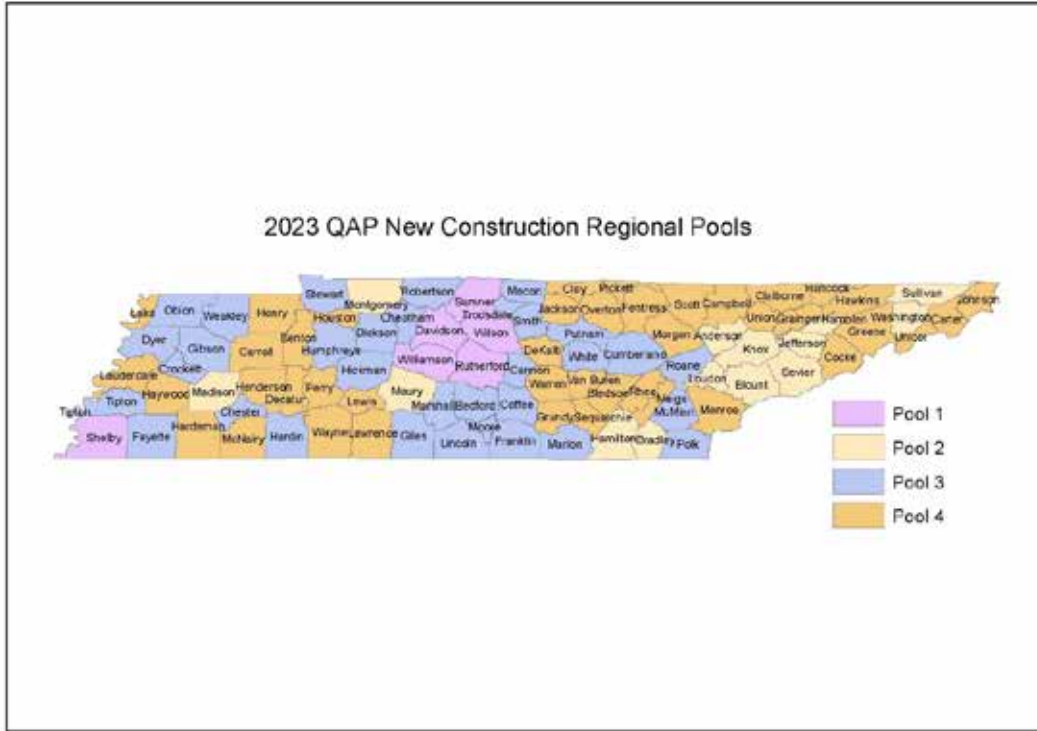 2023 QAP New Construction Regional Pools
Stewart
Montgomery
Robertson
Sumner
Macon
Clay
Pickett
Hancock
Sullivan
Johnson
Lake
Obion
Weakley
Henry
Houston
Cheatham
Trousdale
Jackson
Overton
Fentress
Scott
Campbell
Claiborne
Hawkins
Union
Grainger
Hamblen
Washington
Carter
Greene
Unicoi
Dyer
Gibson
Benton
Dickson
Davidson
Wilson
Smith
Putnam
Morgan
Anderson
Knox
Jefferson
Cocke
Crockett
Carroll
Humphreys
Hickman
Williamson
Rutherford
DeKalb
Cannon
White
Cumberland
Roane
Loudon
Blount
Sevier
Lauderdale
Haywood
Madison
Henderson
Decatur
Perry
Lewis
Maury
Warren
Van Buren
Bledsoe
Rhea
Meigs
McMinn
Monroe
Tipton
Tipton
Chester
Marshall
Bedford
Coffee
Grundy
Sequatchie
Moore
Shelby
Fayette
Hardeman
McNairy
Hardin
Wayne
Lawrence
Giles
Lincoln
Franklin
Marion
Hamilton
Bradley
Polk
Pool 1
Pool 2
Pool 3
Pool 4